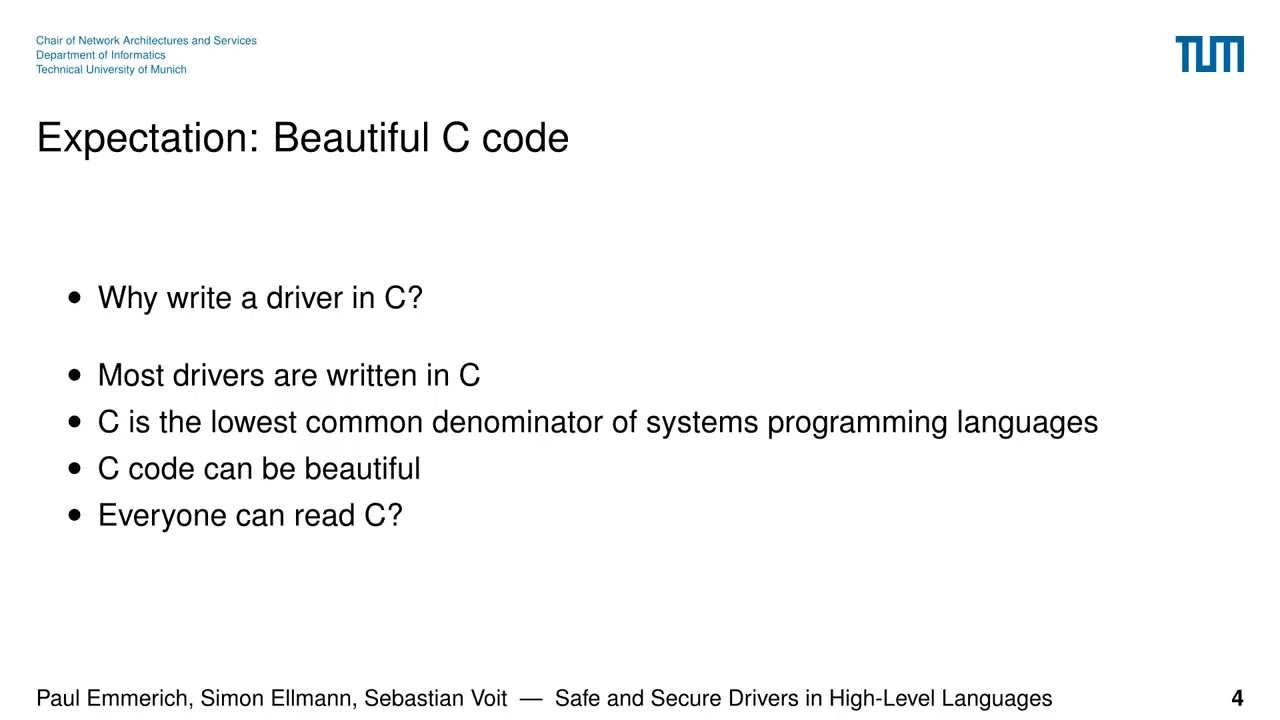 Chair of Network Architectures and Services
Department of Informatics
Technical University of Munich
TUM
Expectation: Beautiful C code
• Why write a driver in C?
• Most drivers are written in C
• C is the lowest common denominator of systems programming languages
• C code can be beautiful
• Everyone can read C?
Paul Emmerich, Simon Ellmann, Sebastian Voit — Safe and Secure Drivers in High-Level Languages 4